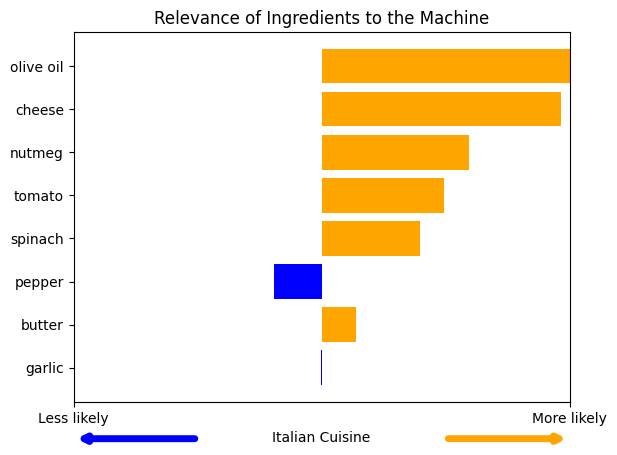 Relevance of Ingredients to the Machine
olive oil
cheese
nutmeg
tomato
spinach
pepper
butter
garlic
Less likely
More likely
Italian Cuisine